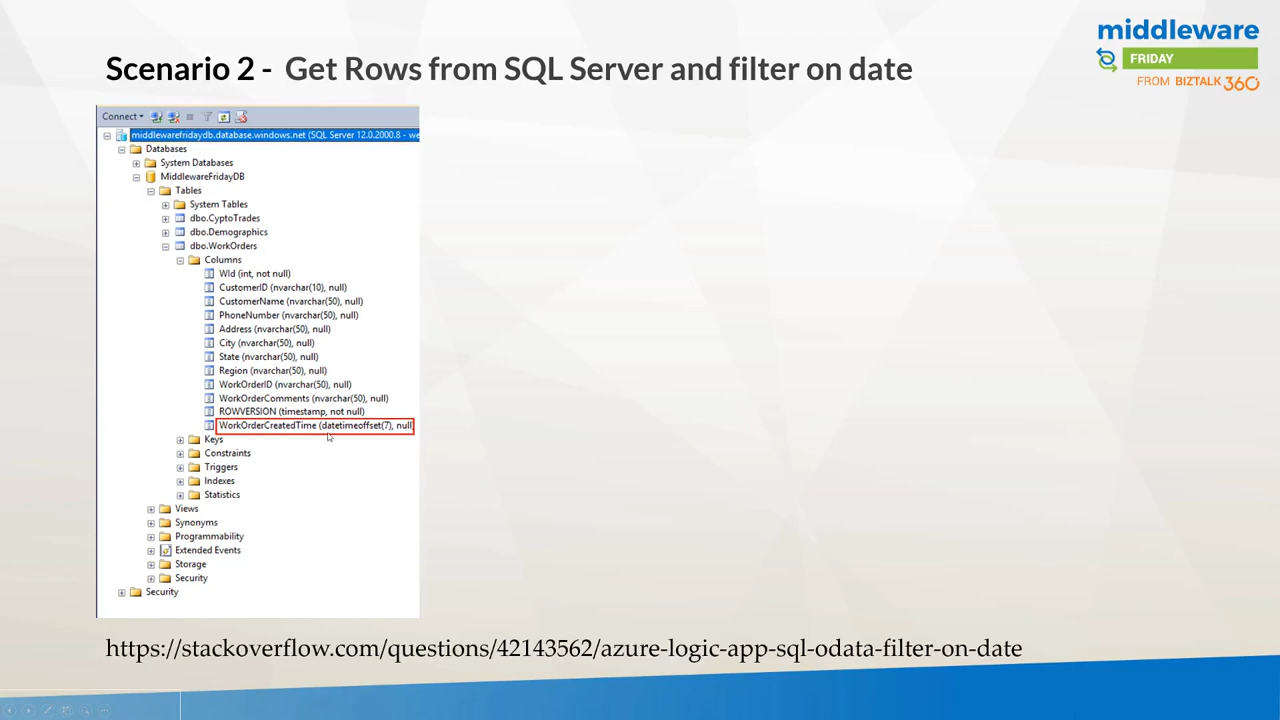 Scenario 2 - Get Rows from SQL Server and filter on date
middleware
FRIDAY
FROM BIZTALK 360
Connect
middlewarefridaydb.database.windows.net (SQL Server 12.0.2000.8 - we
Databases
System Databases
MiddlewareFridayDB
Tables
System Tables
dbo.CyptoTrades
dbo.Demographics
dbo.WorkOrders
Columns
WId (int, not null)
CustomerID (nvarchar(10), null)
CustomerName (nvarchar(50), null)
PhoneNumber (nvarchar(50), null)
Address (nvarchar(50), null)
City (nvarchar(50), null)
State (nvarchar(50), null)
Region (nvarchar(50), null)
WorkOrderID (nvarchar(50), null)
WorkOrderComments (nvarchar(50), null)
ROWVERSION (timestamp, not null)
WorkOrderCreatedTime (datetimeoffset(7), null)
Keys
Constraints
Triggers
Indexes
Statistics
Views
Synonyms
Programmability
Extended Events
Storage
Security
Security
https://stackoverflow.com/questions/42143562/azure-logic-app-sql-odata-filter-on-date